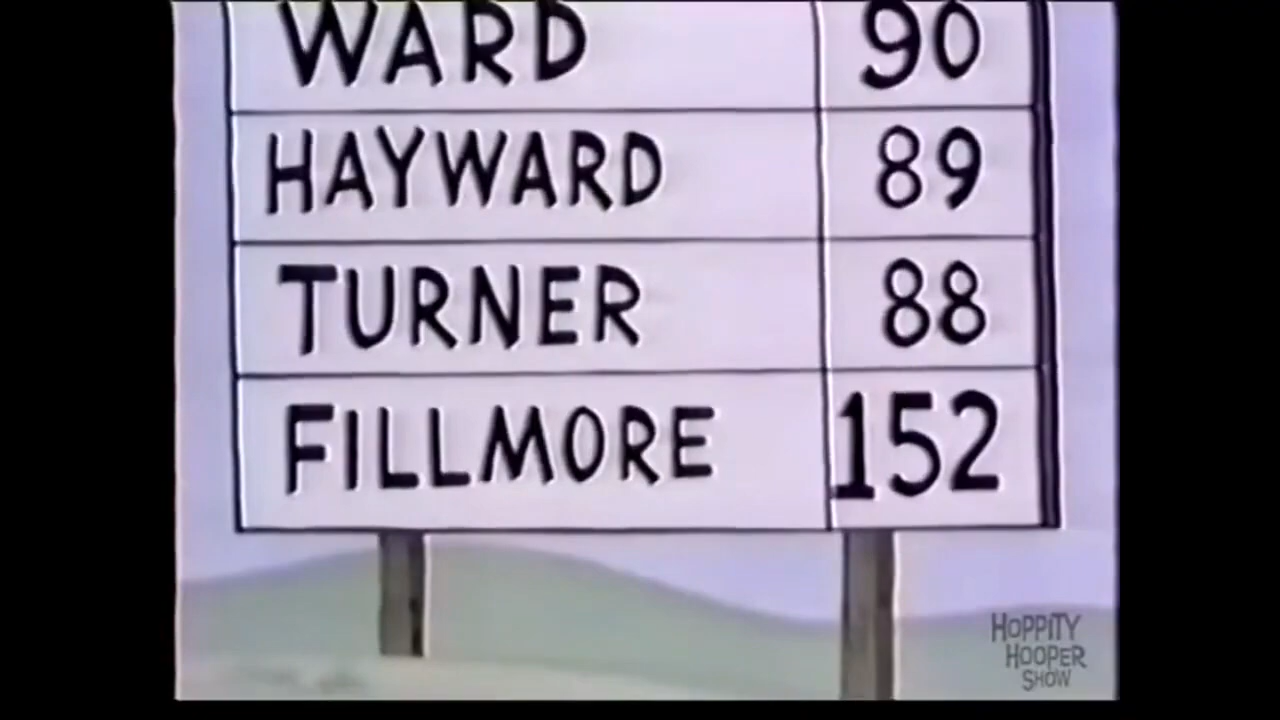 WARD 90
HAYWARD 89
TURNER 88
FILLMORE 152
HOPPITY
HOOPER
SHOW